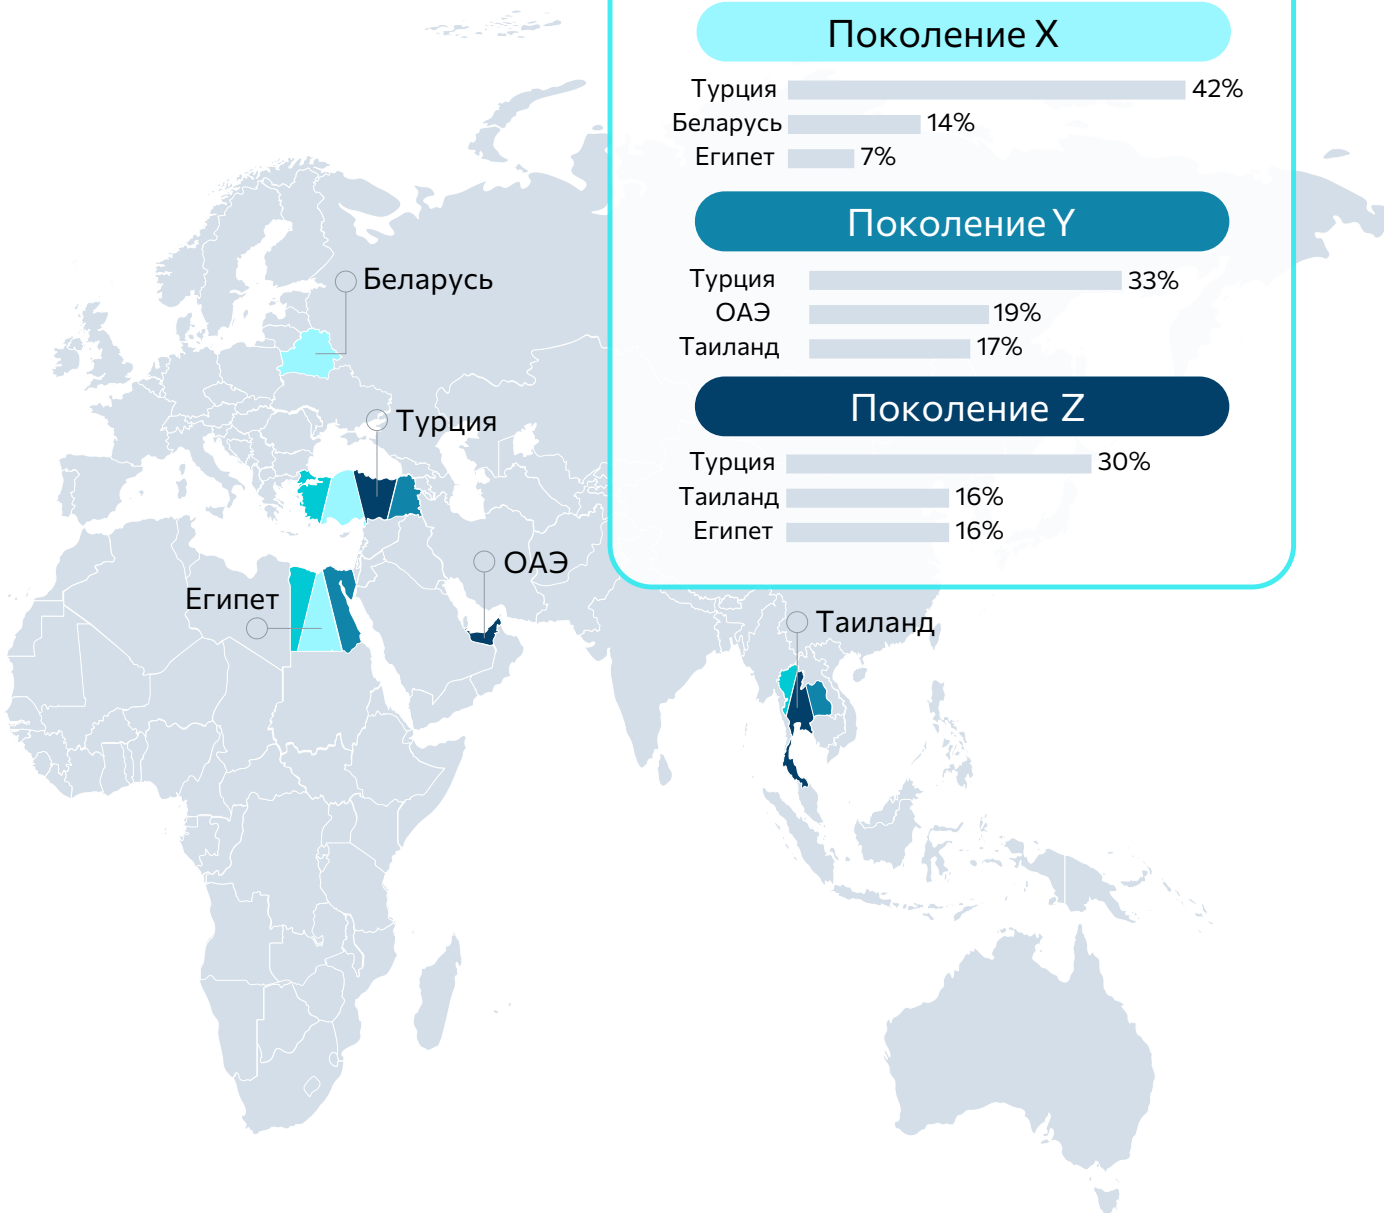 Поколение X
Турция 42%
Беларусь 14%
Египет 7%
Поколение Y
Турция 33%
ОАЭ 19%
Таиланд 17%
Поколение Z
Турция 30%
Таиланд 16%
Египет 16%
Беларусь
Турция
ОАЭ
Египет
Таиланд